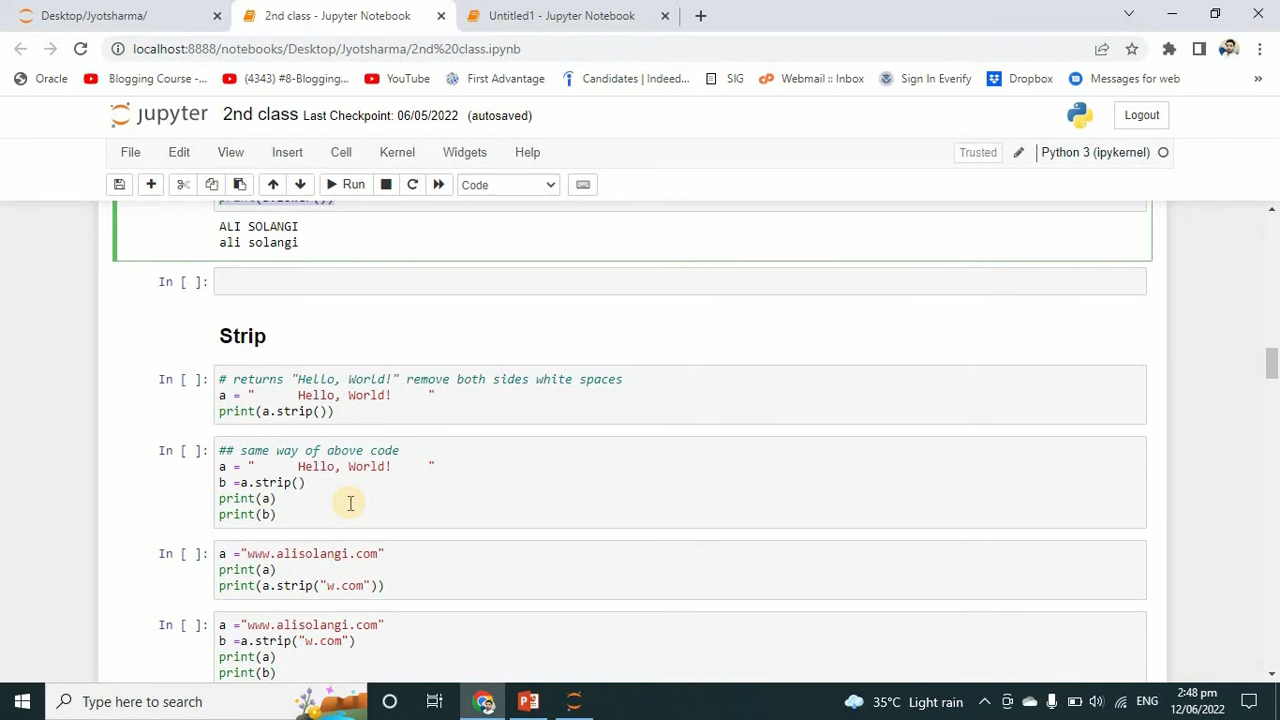 Desktop/Jyotsharma/
2nd class - Jupyter Notebook
Untitled1 - Jupyter Notebook
localhost:8888/notebooks/Desktop/Jyotsharma/2nd%20class.ipynb
Oracle
Blogging Course -...
(4343) #8-Blogging...
YouTube
First Advantage
Candidates | Indeed...
SIG
Webmail :: Inbox
Sign In Everify
Dropbox
Messages for web
»
jupyter 2nd class Last Checkpoint: 06/05/2022 (autosaved)
Logout
File Edit View Insert Cell Kernel Widgets Help
Trusted
Python 3 (ipykernel)
Run
Code
ALI SOLANGI
ali solangi
In [ ]:
Strip
In [ ]: # returns "Hello, World!" remove both sides white spaces
a = "      Hello, World!     "
print(a.strip())
In [ ]: ## same way of above code
a = "      Hello, World!     "
b =a.strip()
print(a)
print(b)
In [ ]: a ="www.alisolangi.com"
print(a)
print(a.strip("w.com"))
In [ ]: a ="www.alisolangi.com"
b =a.strip("w.com")
print(a)
print(b)
Type here to search
35°C Light rain
ENG
2:48 pm
12/06/2022